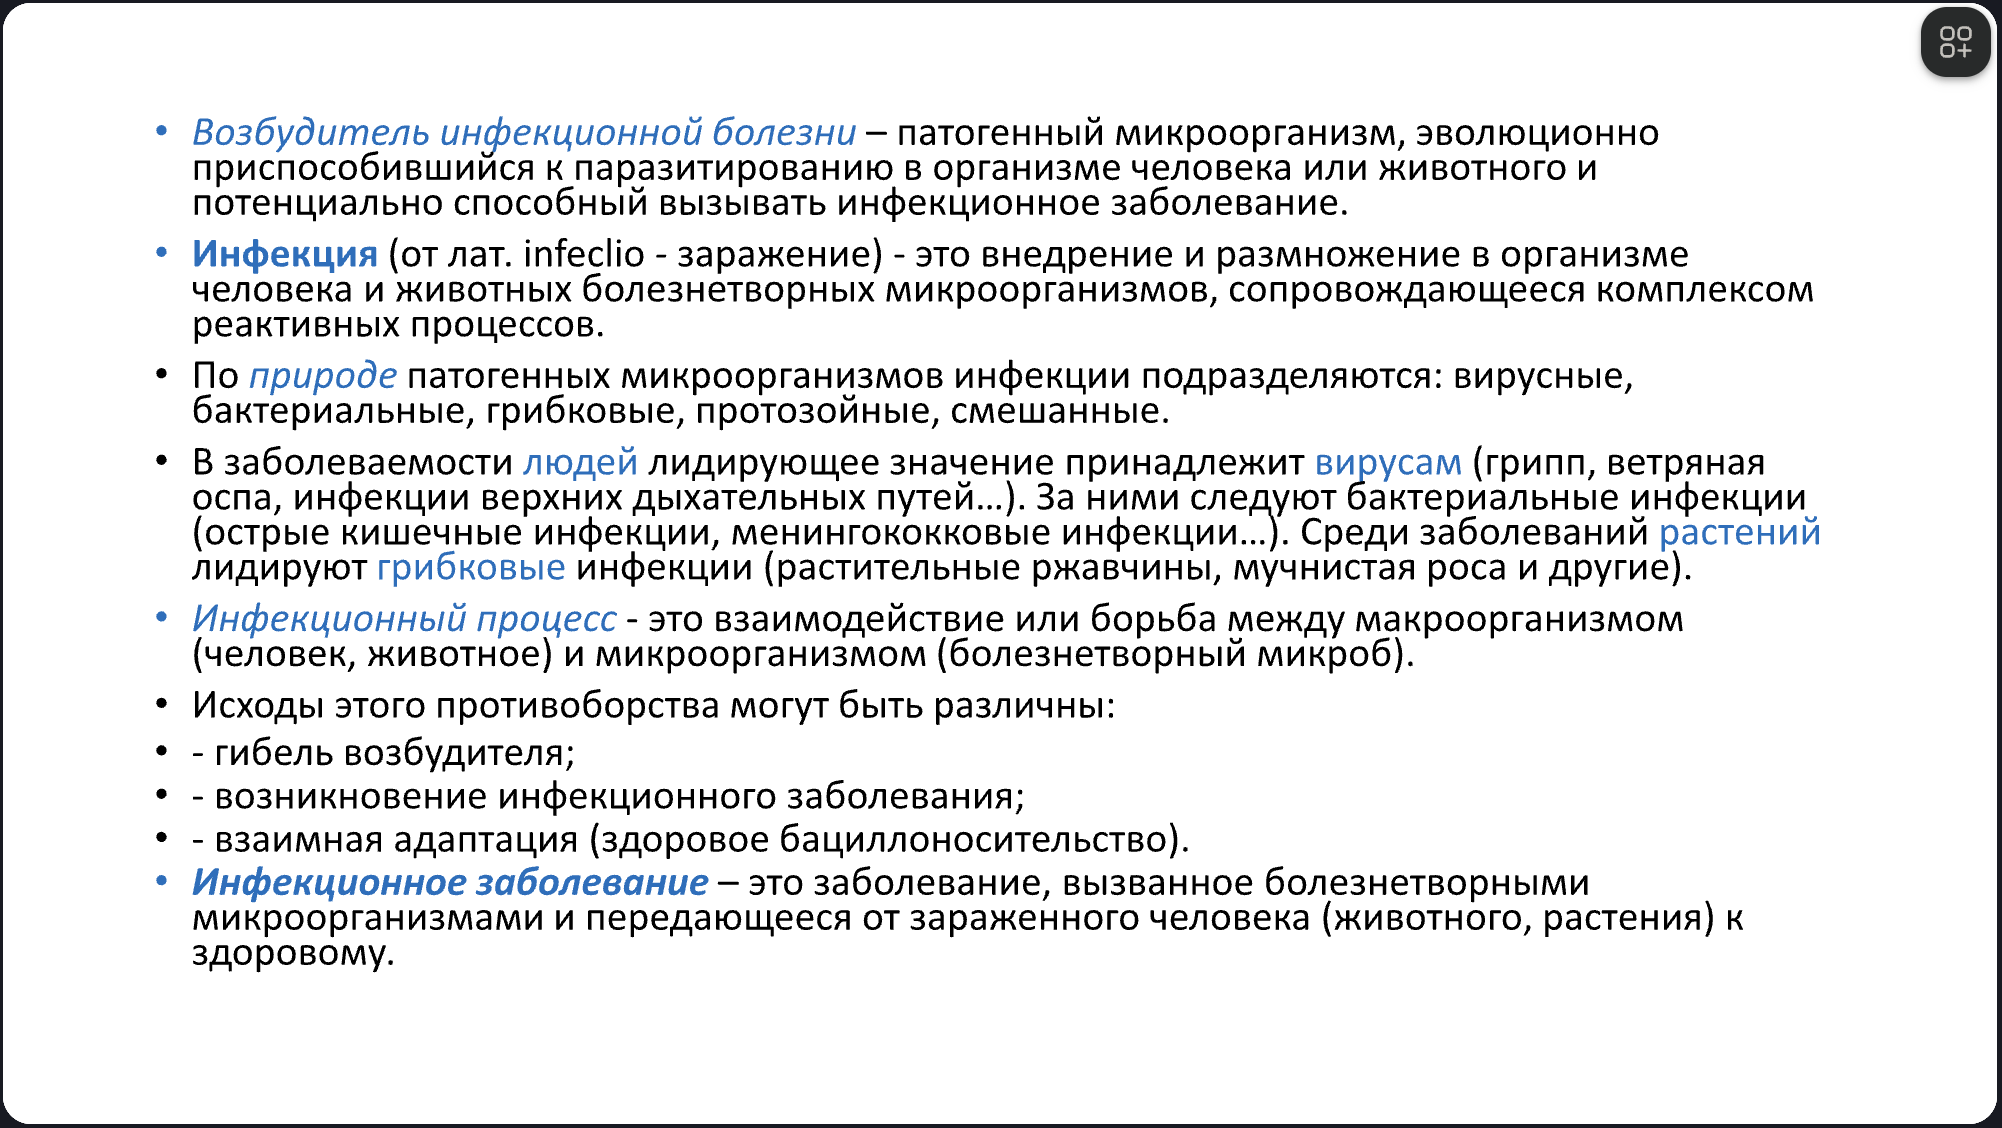 • Возбудитель инфекционной болезни – патогенный микроорганизм, эволюционно
приспособившийся к паразитированию в организме человека или животного и
потенциально способный вызывать инфекционное заболевание.
• Инфекция (от лат. infeclio - заражение) - это внедрение и размножение в организме
человека и животных болезнетворных микроорганизмов, сопровождающееся комплексом
реактивных процессов.
• По природе патогенных микроорганизмов инфекции подразделяются: вирусные,
бактериальные, грибковые, протозойные, смешанные.
• В заболеваемости людей лидирующее значение принадлежит вирусам (грипп, ветряная
оспа, инфекции верхних дыхательных путей…). За ними следуют бактериальные инфекции
(острые кишечные инфекции, менингококковые инфекции…). Среди заболеваний растений
лидируют грибковые инфекции (растительные ржавчины, мучнистая роса и другие).
• Инфекционный процесс - это взаимодействие или борьба между макроорганизмом
(человек, животное) и микроорганизмом (болезнетворный микроб).
• Исходы этого противоборства могут быть различны:
• - гибель возбудителя;
• - возникновение инфекционного заболевания;
• - взаимная адаптация (здоровое бациллоносительство).
• Инфекционное заболевание – это заболевание, вызванное болезнетворными
микроорганизмами и передающееся от зараженного человека (животного, растения) к
здоровому.